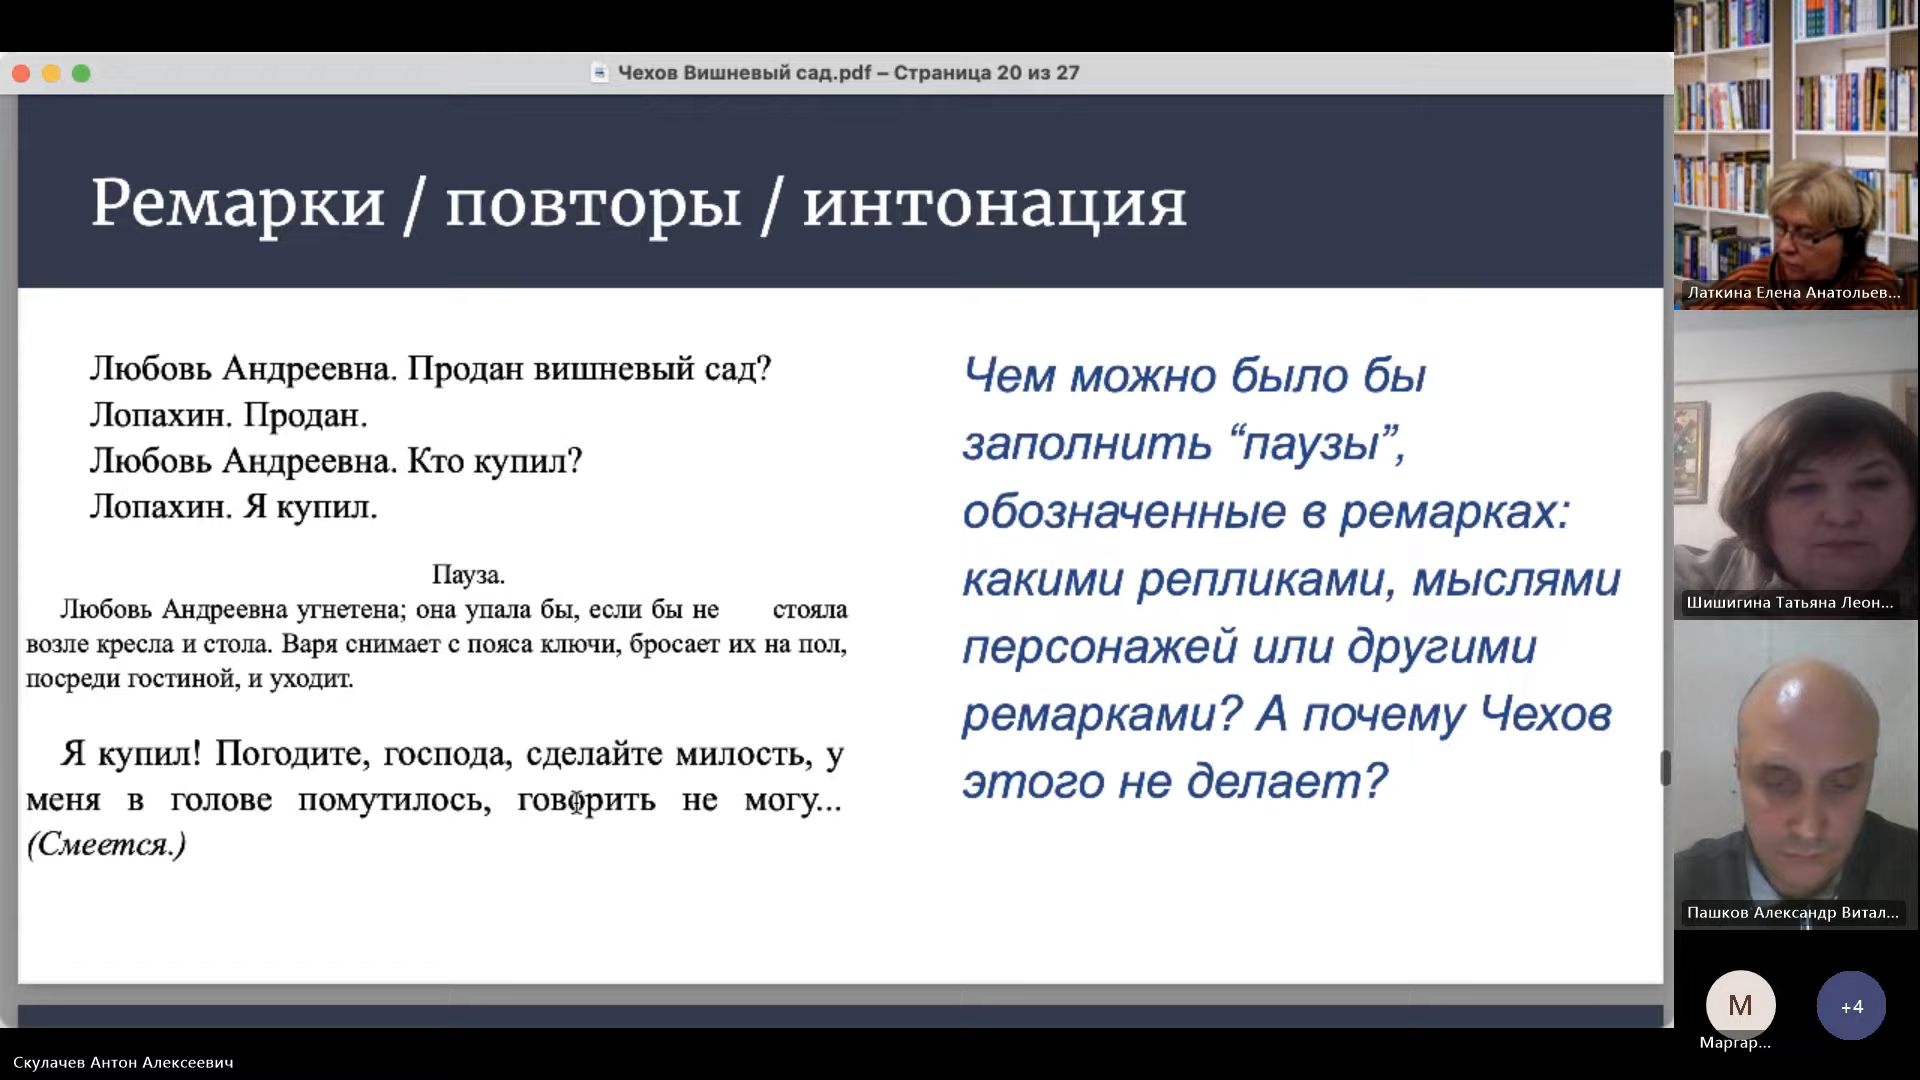 Чехов Вишневый сад.pdf – Страница 20 из 27
Ремарки / повторы / интонация
Любовь Андреевна. Продан вишневый сад?
Лопахин. Продан.
Любовь Андреевна. Кто купил?
Лопахин. Я купил.
Пауза.
Любовь Андреевна угнетена; она упала бы, если бы не стояла
возле кресла и стола. Варя снимает с пояса ключи, бросает их на пол,
посреди гостиной, и уходит.
Я купил! Погодите, господа, сделайте милость, у
меня в голове помутилось, говорить не могу...
(Смеется.)
Чем можно было бы
заполнить “паузы”,
обозначенные в ремарках:
какими репликами, мыслями
персонажей или другими
ремарками? А почему Чехов
этого не делает?
Латкина Елена Анатольев...
Шишигина Татьяна Леон...
Пашков Александр Витал...
М
+4
Маргар...
Скулачев Антон Алексеевич